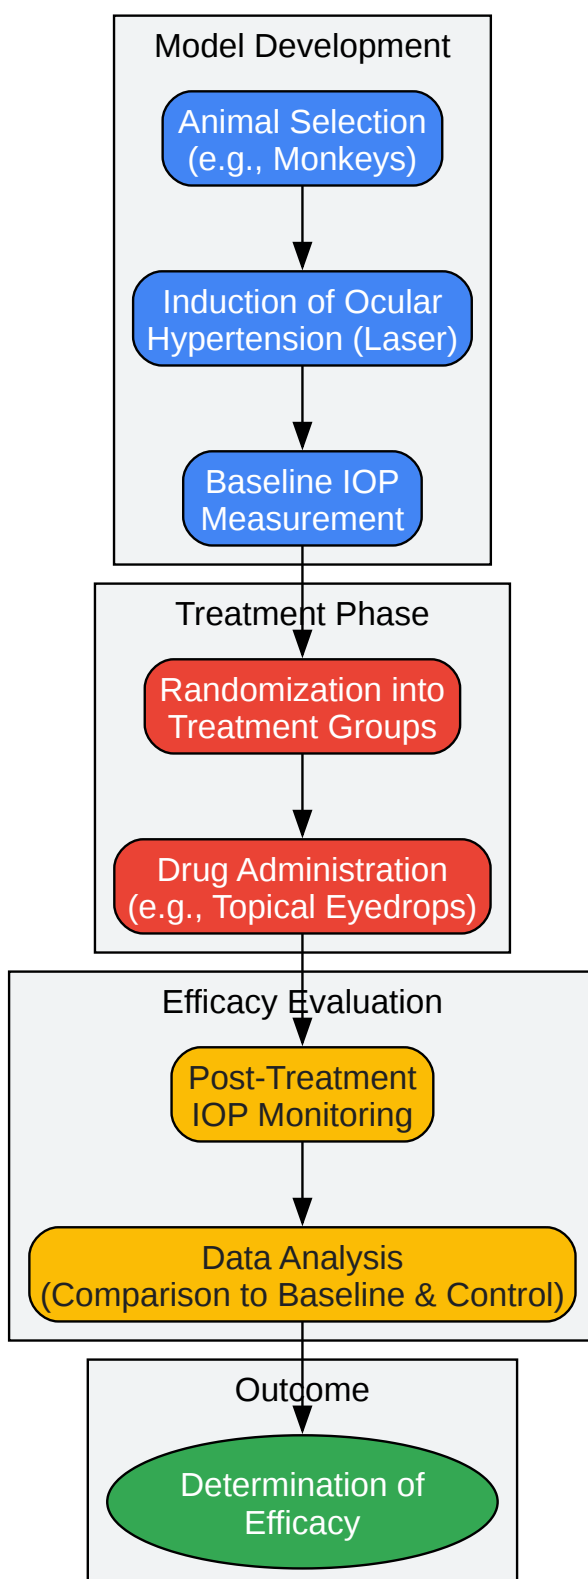 Model Development
Animal Selection
(e.g., Monkeys)
Induction of Ocular
Hypertension (Laser)
Baseline IOP
Measurement
Treatment Phase
Randomization into
Treatment Groups
Drug Administration
(e.g., Topical Eyedrops)
Efficacy Evaluation
Post-Treatment
IOP Monitoring
Data Analysis
(Comparison to Baseline & Control)
Outcome
Determination of
Efficacy